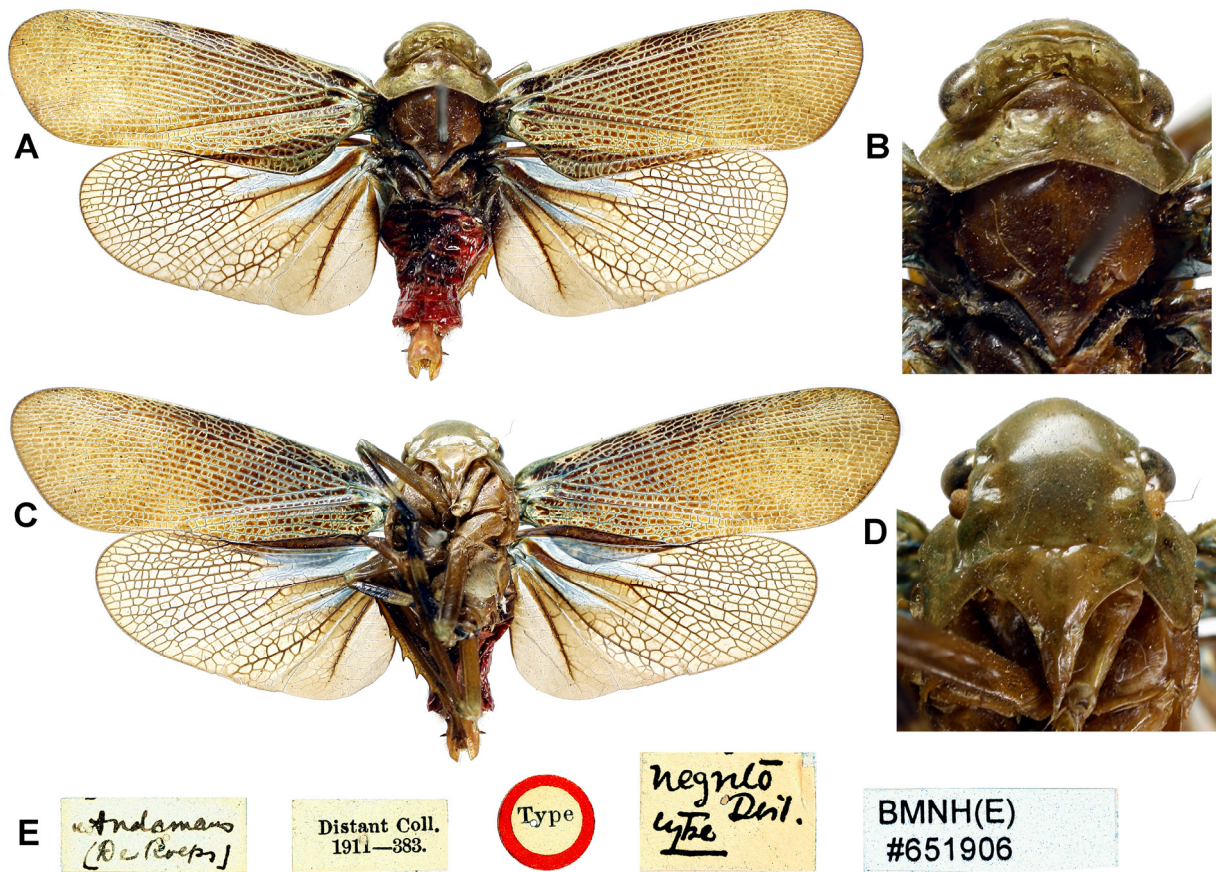 A
B
C
D
E
Andamans
(De Roeps)
Distant Coll.
1911—383.
Type
negrito
Dist.
type
BMNH(E)
#651906